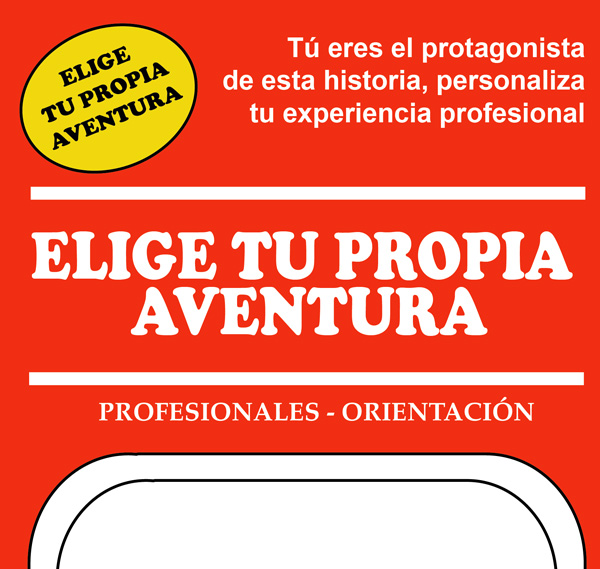 ELIGE
TU PROPIA
AVENTURA
Tú eres el protagonista
de esta historia, personaliza
tu experiencia profesional
ELIGE TU PROPIA
AVENTURA
PROFESIONALES - ORIENTACIÓN